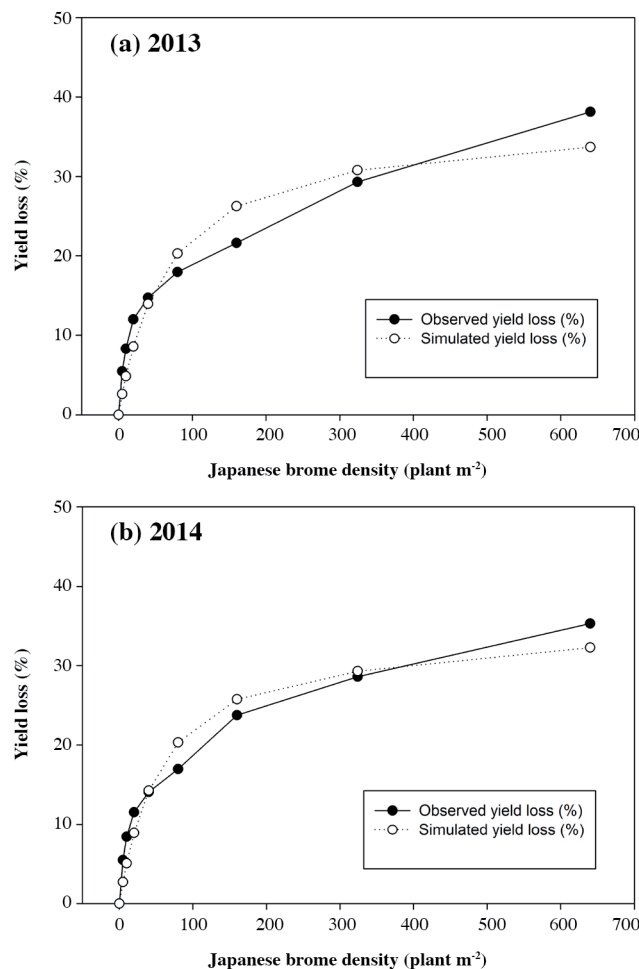 (a) 2013
50
40
30
20
10
0
Yield loss (%)
Observed yield loss (%)
Simulated yield loss (%)
0 100 200 300 400 500 600 700
Japanese brome density (plant m-2)
(b) 2014
50
40
30
20
10
0
Yield loss (%)
Observed yield loss (%)
Simulated yield loss (%)
0 100 200 300 400 500 600 700
Japanese brome density (plant m-2)